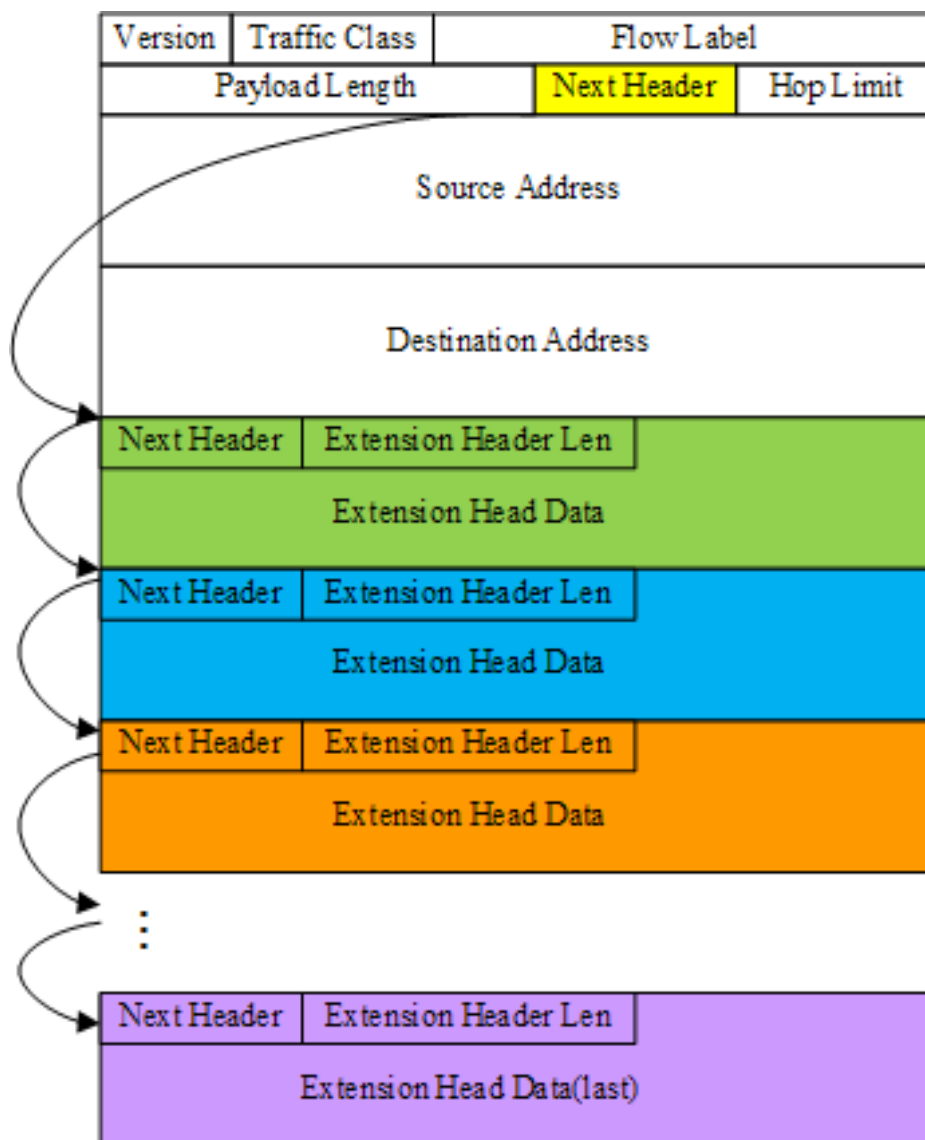 Version Traffic Class Flow Label
Payload Length Next Header Hop Limit
Source Address
Destination Address
Next Header Extension Header Len
Extension Head Data
Next Header Extension Header Len
Extension Head Data
Next Header Extension Header Len
Extension Head Data
⋮
Next Header Extension Header Len
Extension Head Data(last)